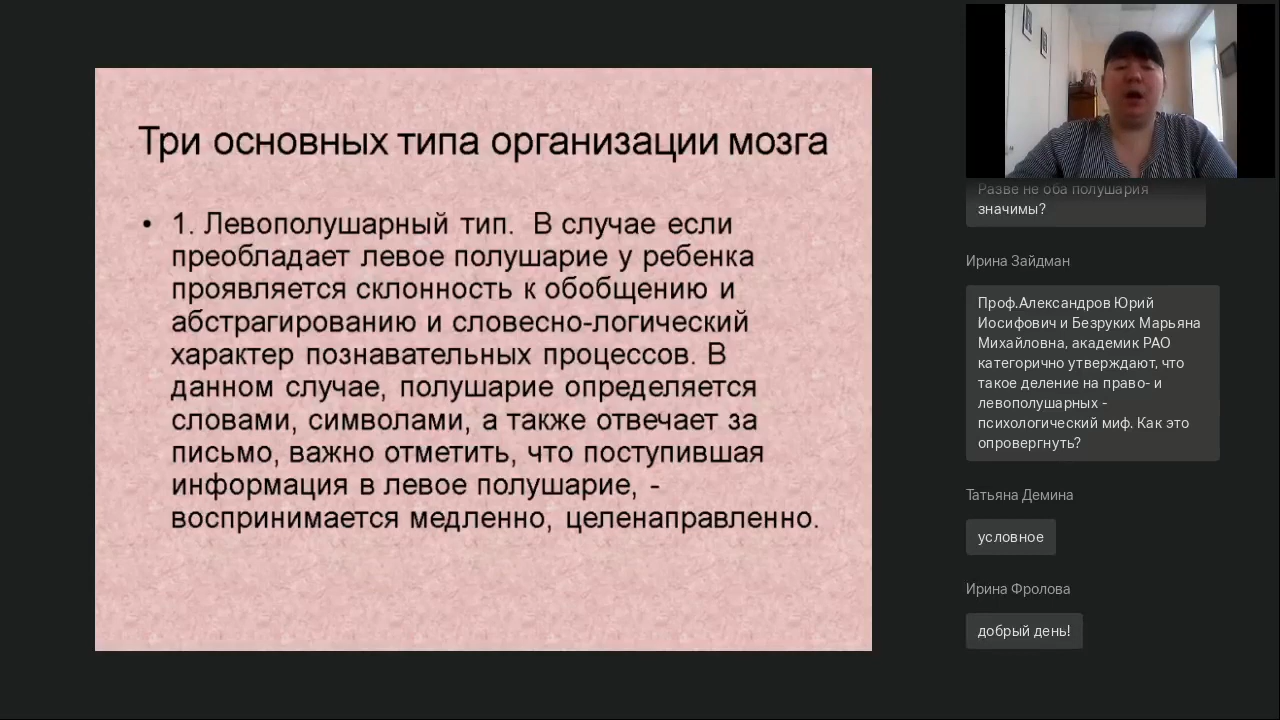 Три основных типа организации мозга
• 1. Левополушарный тип. В случае если
преобладает левое полушарие у ребенка
проявляется склонность к обобщению и
абстрагированию и словесно-логический
характер познавательных процессов. В
данном случае, полушарие определяется
словами, символами, а также отвечает за
письмо, важно отметить, что поступившая
информация в левое полушарие, -
воспринимается медленно, целенаправленно.
Разве не оба полушария
значимы?
Ирина Зайдман
Проф.Александров Юрий
Иосифович и Безруких Марьяна
Михайловна, академик РАО
категорично утверждают, что
такое деление на право- и
левополушарных -
психологический миф. Как это
опровергнуть?
Татьяна Демина
условное
Ирина Фролова
добрый день!